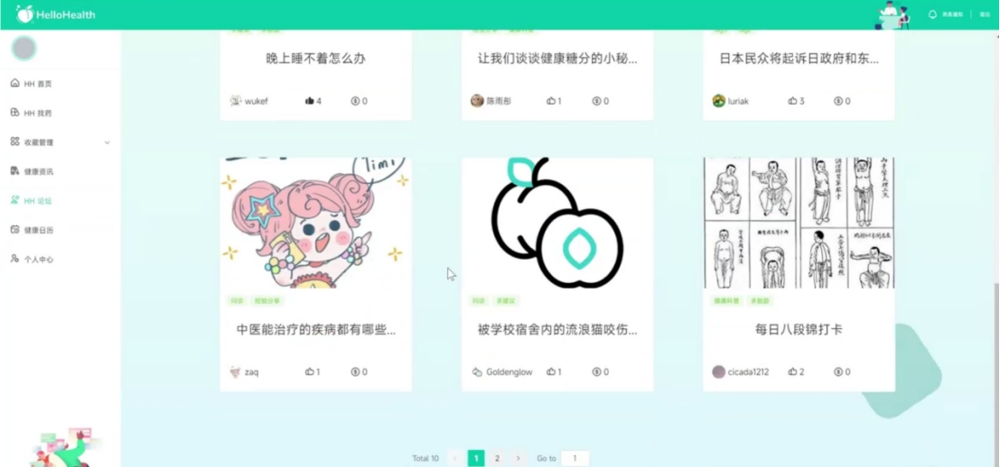 HelloHealth
消息通知
退出
HH 首页
HH 找药
收藏管理
健康资讯
HH 论坛
健康日历
个人中心
晚上睡不着怎么办
wukef 4 0
让我们谈谈健康糖分的小秘...
陈雨彤 1 0
日本民众将起诉日政府和东...
luriak 3 0
Timi
问诊 经验分享
中医能治疗的疾病都有哪些...
zaq 1 0
问诊 求建议
被学校宿舍内的流浪猫咬伤...
Goldenglow 1 0
健康科普 求鼓励
每日八段锦打卡
cicada1212 2 0
Total 10 1 2 Go to 1